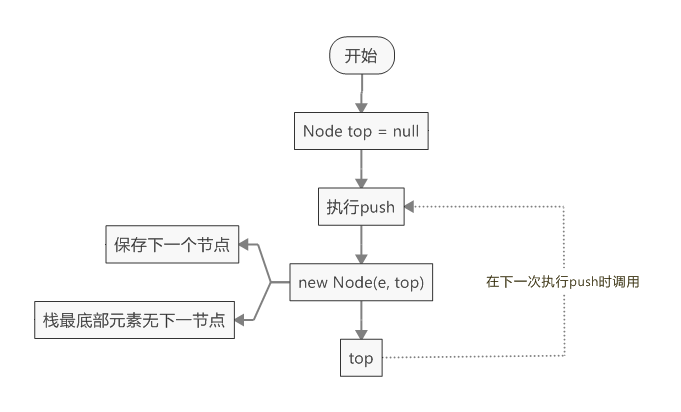 开始
Node top = null
执行push
保存下一个节点
new Node(e, top)
在下一次执行push时调用
栈最底部元素无下一节点
top